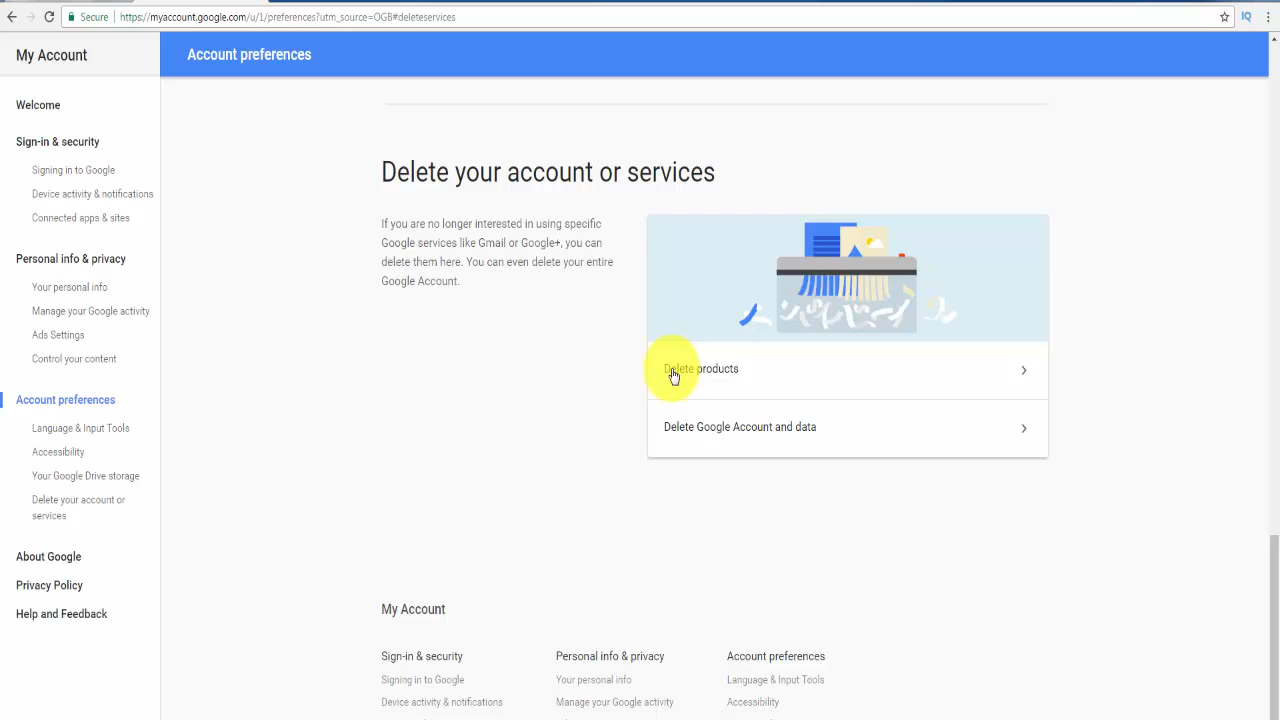 Secure
https://myaccount.google.com/u/1/preferences?utm_source=OGB#deleteservices
IQ
My Account
Account preferences
Welcome
Sign-in & security
Signing in to Google
Device activity & notifications
Connected apps & sites
Personal info & privacy
Your personal info
Manage your Google activity
Ads Settings
Control your content
Account preferences
Language & Input Tools
Accessibility
Your Google Drive storage
Delete your account or
services
About Google
Privacy Policy
Help and Feedback
Delete your account or services
If you are no longer interested in using specific
Google services like Gmail or Google+, you can
delete them here. You can even delete your entire
Google Account.
Delete products
Delete Google Account and data
My Account
Sign-in & security
Signing in to Google
Device activity & notifications
Personal info & privacy
Your personal info
Manage your Google activity
Account preferences
Language & Input Tools
Accessibility